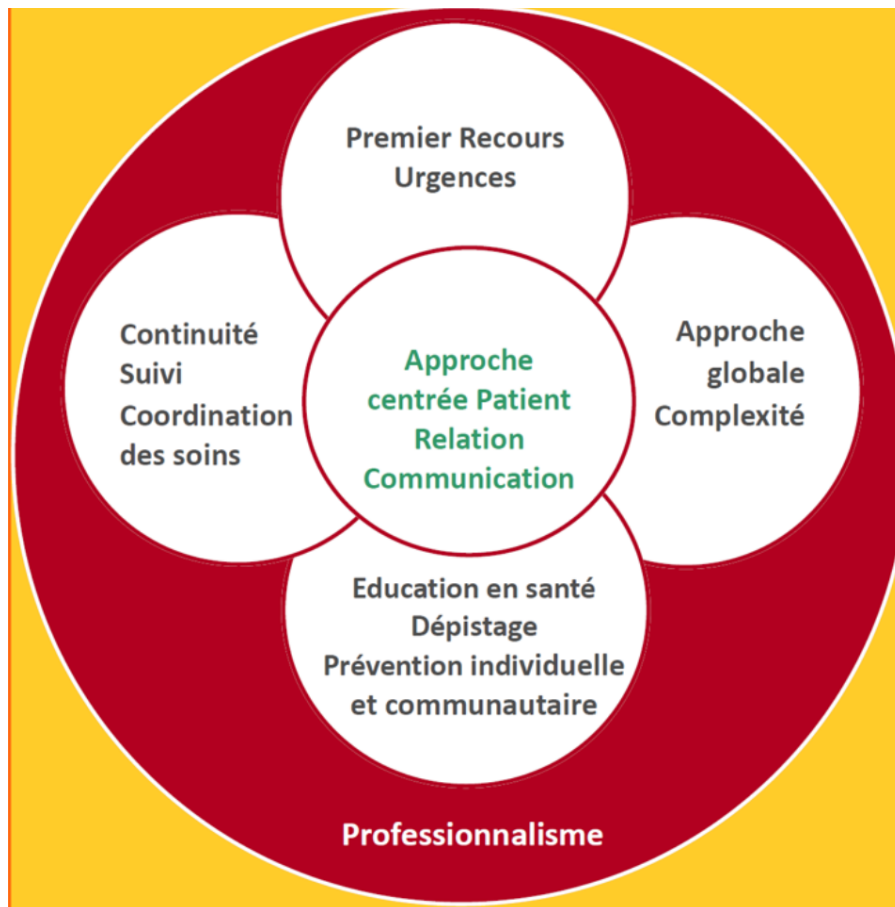 Premier Recours
Urgences
Continuité
Suivi
Coordination
des soins
Approche
centrée Patient
Relation
Communication
Approche
globale
Complexité
Education en santé
Dépistage
Prévention individuelle
et communautaire
Professionnalisme